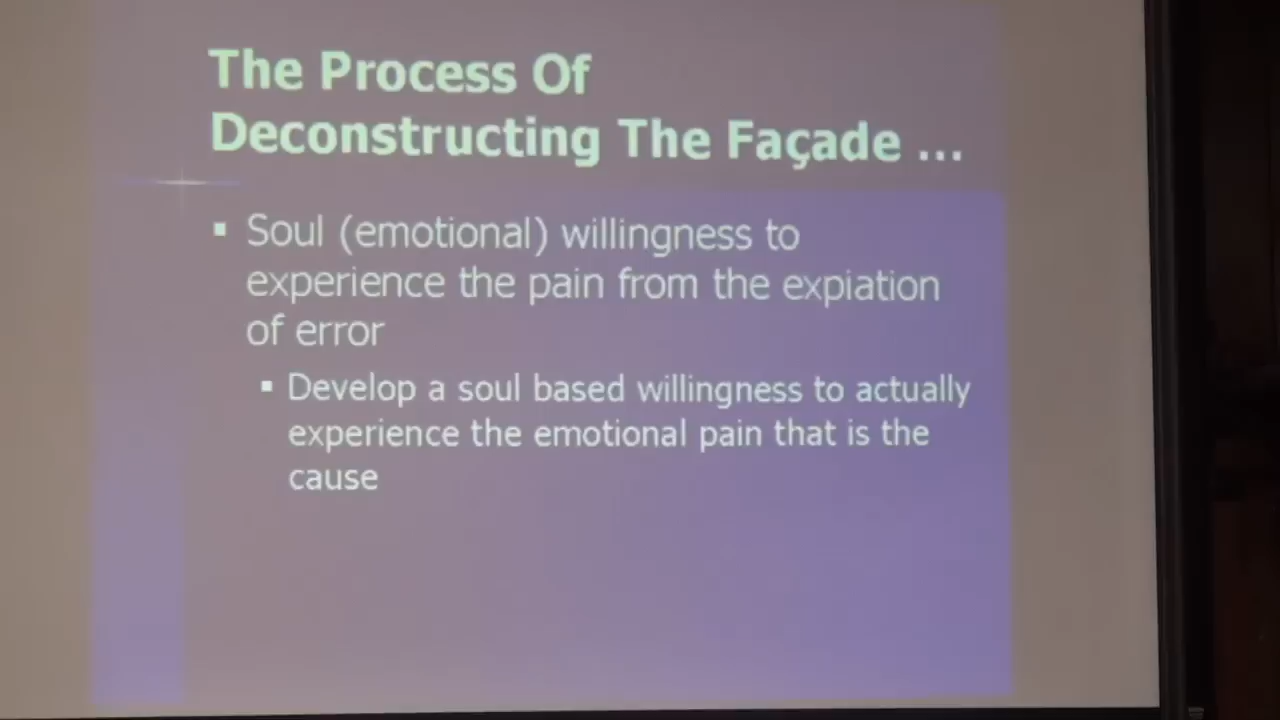 The Process Of
Deconstructing The Façade ...
▪ Soul (emotional) willingness to
experience the pain from the expiation
of error
▪ Develop a soul based willingness to actually
experience the emotional pain that is the
cause